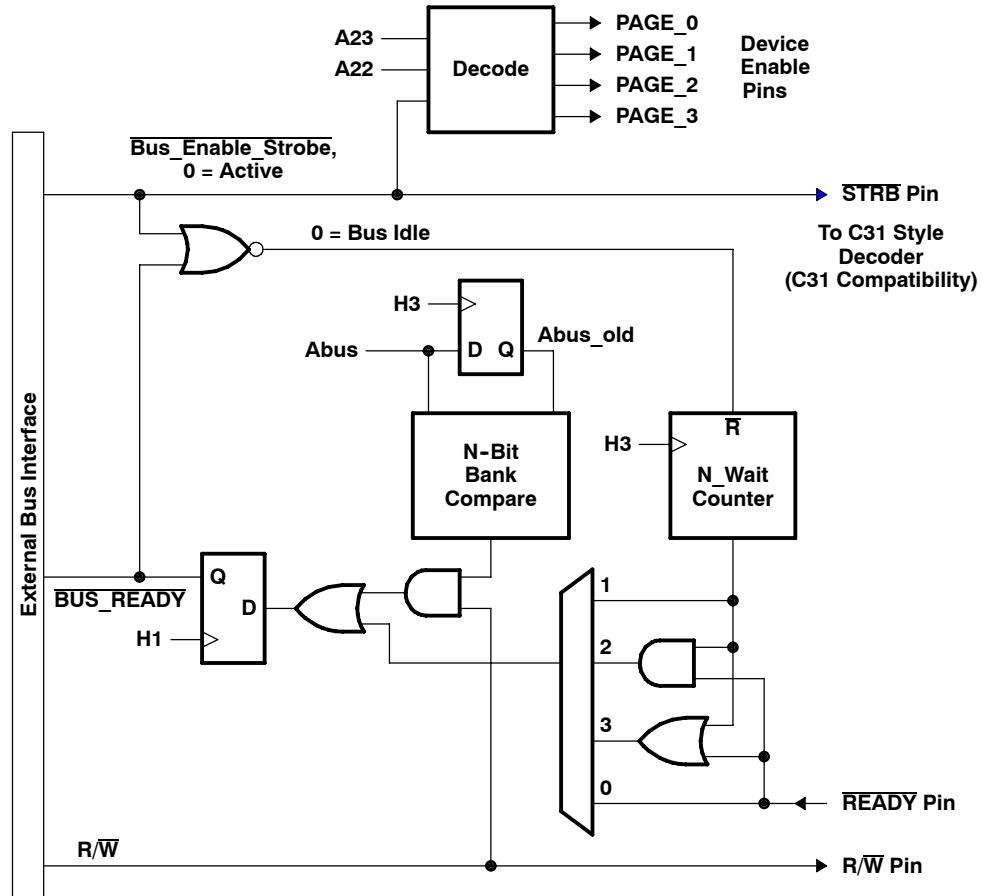 PAGE_0
A23
PAGE_1
Device
Enable
Pins
A22
Decode
PAGE_2
PAGE_3
Bus_Enable_Strobe,
0 = Active
STRB Pin
0 = Bus Idle
To C31 Style
Decoder
(C31 Compatibility)
H3
Abus
D Q
Abus_old
R
H3
N-Bit
Bank
Compare
N_Wait
Counter
External Bus Interface
Q
1
BUS_READY
D
H1
2
3
0
READY Pin
R/W
R/W Pin